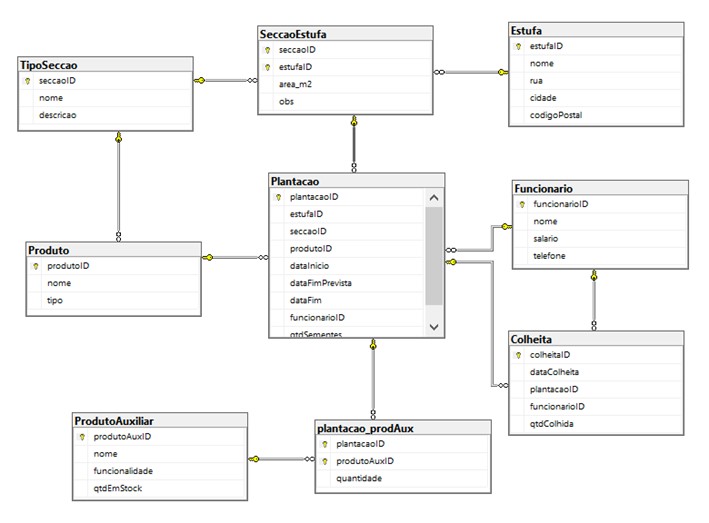 SeccaoEstufa
seccaoID
estufaID
area_m2
obs
Estufa
estufaID
nome
rua
cidade
codigoPostal
TipoSeccao
seccaoID
nome
descricao
Plantacao
plantacaoID
estufaID
seccaoID
produtoID
dataInicio
dataFimPrevista
dataFim
funcionarioID
qtdSementes
Funcionario
funcionarioID
nome
salario
telefone
Produto
produtoID
nome
tipo
Colheita
colheitaID
dataColheita
plantacaoID
funcionarioID
qtdColhida
ProdutoAuxiliar
produtoAuxID
nome
funcionalidade
qtdEmStock
plantacao_prodAux
plantacaoID
produtoAuxID
quantidade